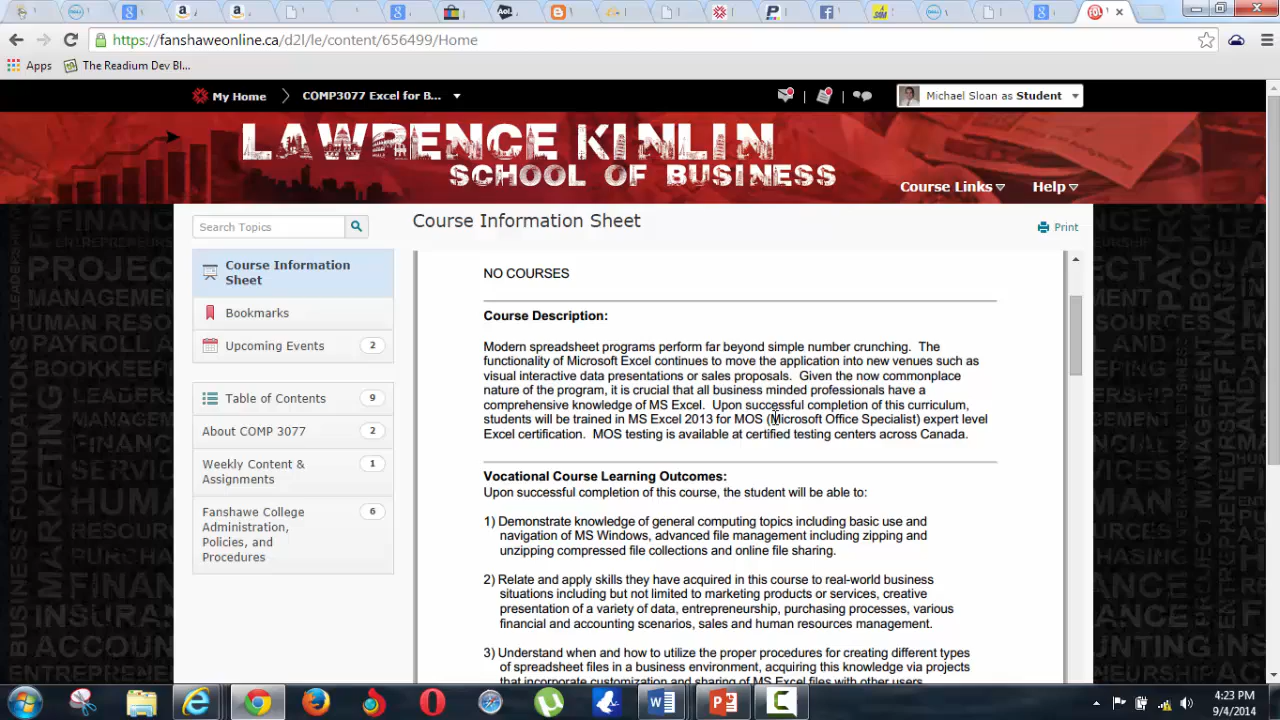 https://fanshaweonline.ca/d2l/le/content/656499/Home
Apps The Readium Dev Bl...
My Home COMP3077 Excel for B... Michael Sloan as Student
LAWRENCE KINLIN
SCHOOL OF BUSINESS
Course Links Help
Search Topics
Course Information Sheet
Print
Course Information
Sheet
Bookmarks
Upcoming Events 2
Table of Contents 9
About COMP 3077 2
Weekly Content & 1
Assignments
Fanshawe College 6
Administration,
Policies, and
Procedures
NO COURSES
Course Description:
Modern spreadsheet programs perform far beyond simple number crunching. The
functionality of Microsoft Excel continues to move the application into new venues such as
visual interactive data presentations or sales proposals. Given the now commonplace
nature of the program, it is crucial that all business minded professionals have a
comprehensive knowledge of MS Excel. Upon successful completion of this curriculum,
students will be trained in MS Excel 2013 for MOS (Microsoft Office Specialist) expert level
Excel certification. MOS testing is available at certified testing centers across Canada.
Vocational Course Learning Outcomes:
Upon successful completion of this course, the student will be able to:
1) Demonstrate knowledge of general computing topics including basic use and
navigation of MS Windows, advanced file management including zipping and
unzipping compressed file collections and online file sharing.
2) Relate and apply skills they have acquired in this course to real-world business
situations including but not limited to marketing products or services, creative
presentation of a variety of data, entrepreneurship, purchasing processes, various
financial and accounting scenarios, sales and human resources management.
3) Understand when and how to utilize the proper procedures for creating different types
of spreadsheet files in a business environment, acquiring this knowledge via projects
that incorporate customization and sharing of MS Excel files with other users
4:23 PM
9/4/2014